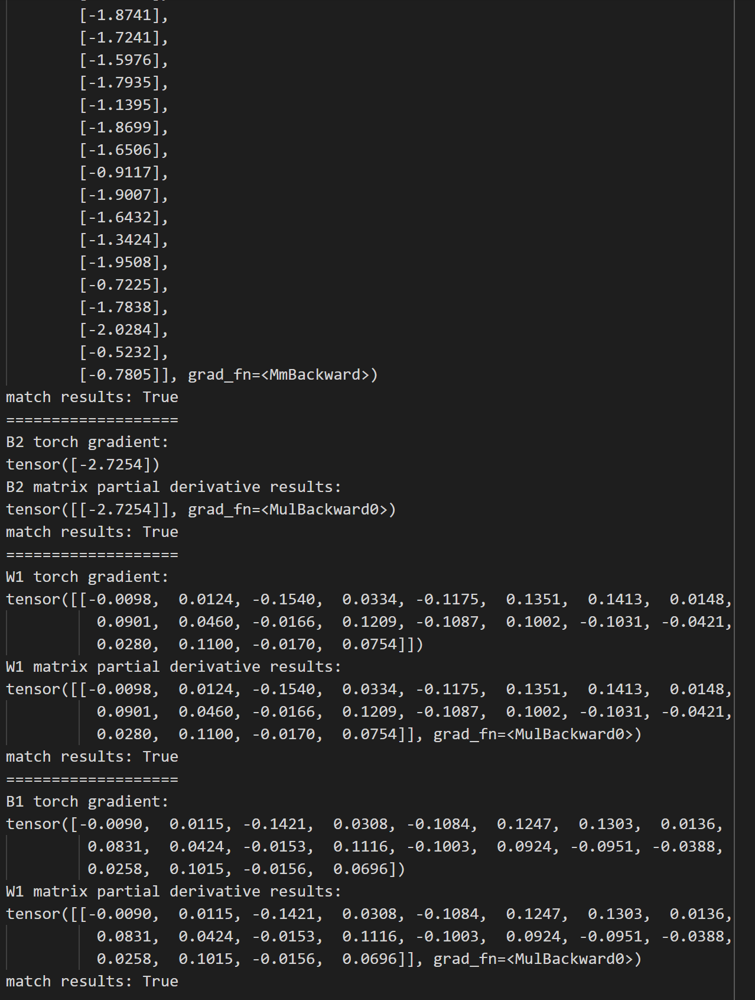 [-1.8741],
[-1.7241],
[-1.5976],
[-1.7935],
[-1.1395],
[-1.8699],
[-1.6506],
[-0.9117],
[-1.9007],
[-1.6432],
[-1.3424],
[-1.9508],
[-0.7225],
[-1.7838],
[-2.0284],
[-0.5232],
[-0.7805]], grad_fn=<MmBackward>)
match results: True
===================
B2 torch gradient:
tensor([-2.7254])
B2 matrix partial derivative results:
tensor([[-2.7254]], grad_fn=<MulBackward0>)
match results: True
===================
W1 torch gradient:
tensor([[-0.0098,  0.0124, -0.1540,  0.0334, -0.1175,  0.1351,  0.1413,  0.0148,
0.0901,  0.0460, -0.0166,  0.1209, -0.1087,  0.1002, -0.1031, -0.0421,
0.0280,  0.1100, -0.0170,  0.0754]])
W1 matrix partial derivative results:
tensor([[-0.0098,  0.0124, -0.1540,  0.0334, -0.1175,  0.1351,  0.1413,  0.0148,
0.0901,  0.0460, -0.0166,  0.1209, -0.1087,  0.1002, -0.1031, -0.0421,
0.0280,  0.1100, -0.0170,  0.0754]], grad_fn=<MulBackward0>)
match results: True
===================
B1 torch gradient:
tensor([-0.0090,  0.0115, -0.1421,  0.0308, -0.1084,  0.1247,  0.1303,  0.0136,
0.0831,  0.0424, -0.0153,  0.1116, -0.1003,  0.0924, -0.0951, -0.0388,
0.0258,  0.1015, -0.0156,  0.0696])
W1 matrix partial derivative results:
tensor([[-0.0090,  0.0115, -0.1421,  0.0308, -0.1084,  0.1247,  0.1303,  0.0136,
0.0831,  0.0424, -0.0153,  0.1116, -0.1003,  0.0924, -0.0951, -0.0388,
0.0258,  0.1015, -0.0156,  0.0696]], grad_fn=<MulBackward0>)
match results: True